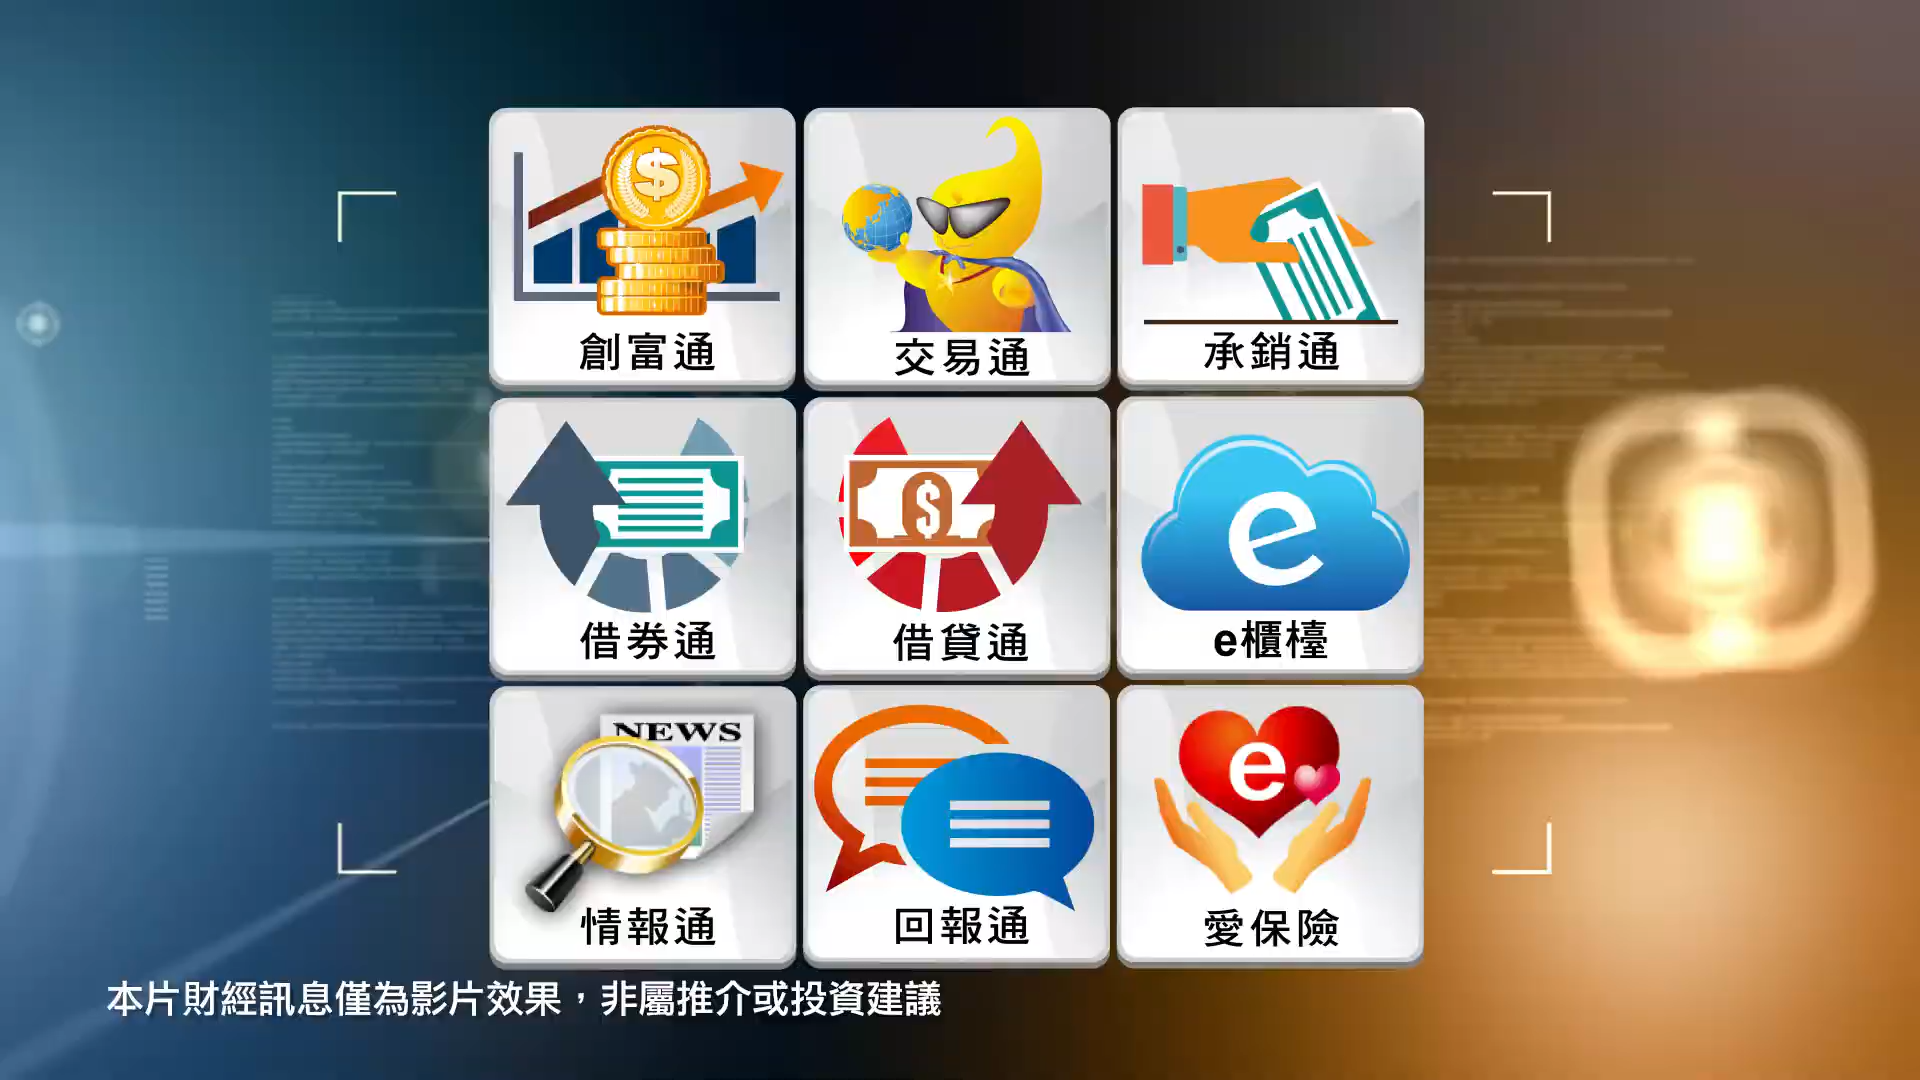 創富通
交易通
承銷通
借券通
借貸通
e
e櫃檯
NEWS
情報通
回報通
e
愛保險
本片財經訊息僅為影片效果，非屬推介或投資建議